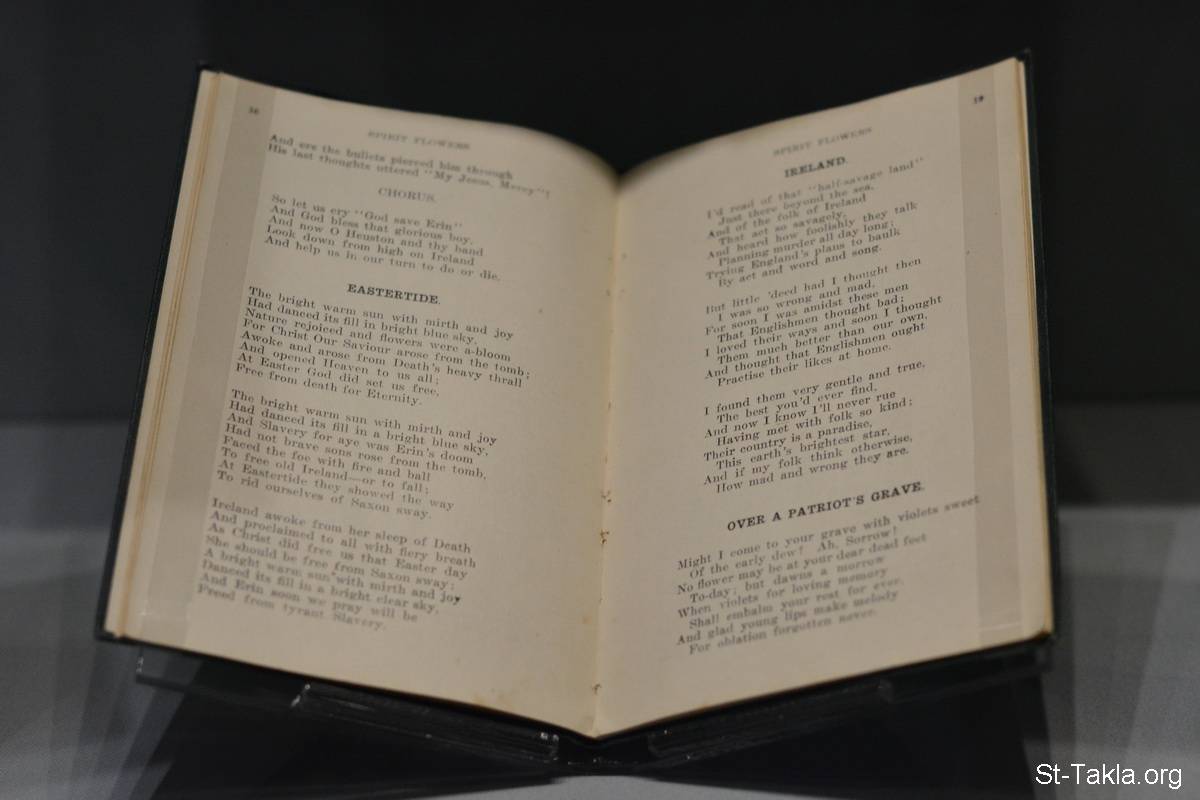 16
SPIRIT FLOWERS
And ere the bullets pierced him through
His last thoughts uttered "My Jesus, Mercy"!
CHORUS.
So let us cry "God save Erin"
And God bless that glorious boy,
And now O Heuston and thy band
Look down from high on Ireland
And help us in our turn to do or die.
EASTERTIDE.
The bright warm sun with mirth and joy
Had danced its fill in bright blue sky,
Nature rejoiced and flowers were a-bloom
For Christ Our Saviour arose from the tomb;
Awoke and arose from Death's heavy thrall
And opened Heaven to us all;
At Easter God did set us free,
Free from death for Eternity.
The bright warm sun with mirth and joy
Had danced its fill in a bright blue sky,
And Slavery for aye was Erin's doom
Had not brave sons rose from the tomb,
Faced the foe with fire and ball
To free old Ireland—or to fall;
At Eastertide they showed the way
To rid ourselves of Saxon sway.
Ireland awoke from her sleep of Death
And proclaimed to all with fiery breath
As Christ did free us that Easter day
She should be free from Saxon sway;
A bright warm sun with mirth and joy
Danced its fill in a bright clear sky,
And Erin soon we pray will be
Freed from tyrant Slavery.
SPIRIT FLOWERS
IRELAND.
I'd read of that "half-savage land"
Just there beyond the sea,
And of the folk of Ireland
That act so savagely,
And heard how foolishly they talk
Planning murder all day long;
Trying England's plans to baulk
By act and word and song.
But little 'deed had I thought then
I was so wrong and mad,
For soon I was amidst these men
That Englishmen thought bad;
I loved their ways and soon I thought
Them much better than our own,
And thought that Englishmen ought
Practise their likes at home.
I found them very gentle and true,
The best you'd ever find,
And now I know I'll never rue
Having met with folk so kind;
Their country is a paradise,
This earth's brightest star,
And if my folk think otherwise,
How mad and wrong they are.
OVER A PATRIOT'S GRAVE.
Might I come to your grave with violets sweet
Of the early dew! Ah, Sorrow!
No flower may be at your dear dead feet
To-day; but dawns a morrow
When violets for loving memory
Shall embalm your rest for ever,
And glad young lips make melody
For oblation forgotten never.
St-Takla.org